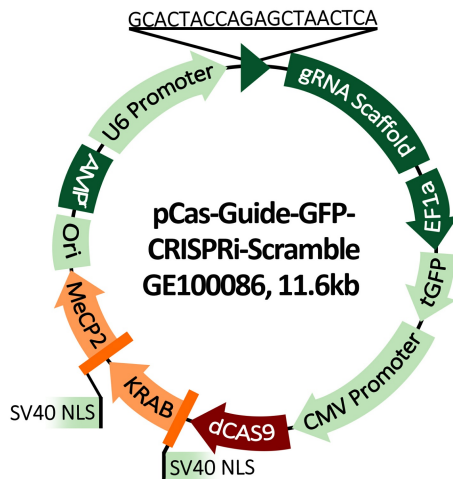 GCACTACCAGAGCTAACTCA
U6 Promoter
gRNA Scaffold
AMP
EF1a
pCas-Guide-GFP-
CRISPRi-Scramble
GE100086, 11.6kb
Ori
tGFP
MeCP2
CMV Promoter
KRAB
dCAS9
SV40 NLS
SV40 NLS